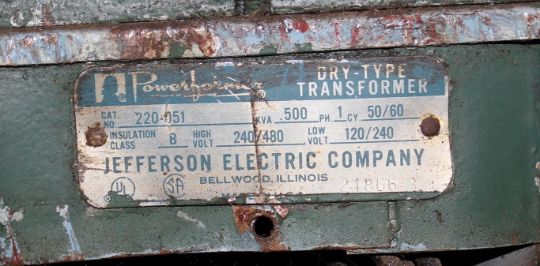 Powerformer DRY-TYPE
TRANSFORMER
CAT. NO. 220-051 KVA .500 PH 1 CY 50/60
INSULATION CLASS B HIGH VOLT 240/480 LOW VOLT 120/240
JEFFERSON ELECTRIC COMPANY
BELLWOOD, ILLINOIS
UL SA